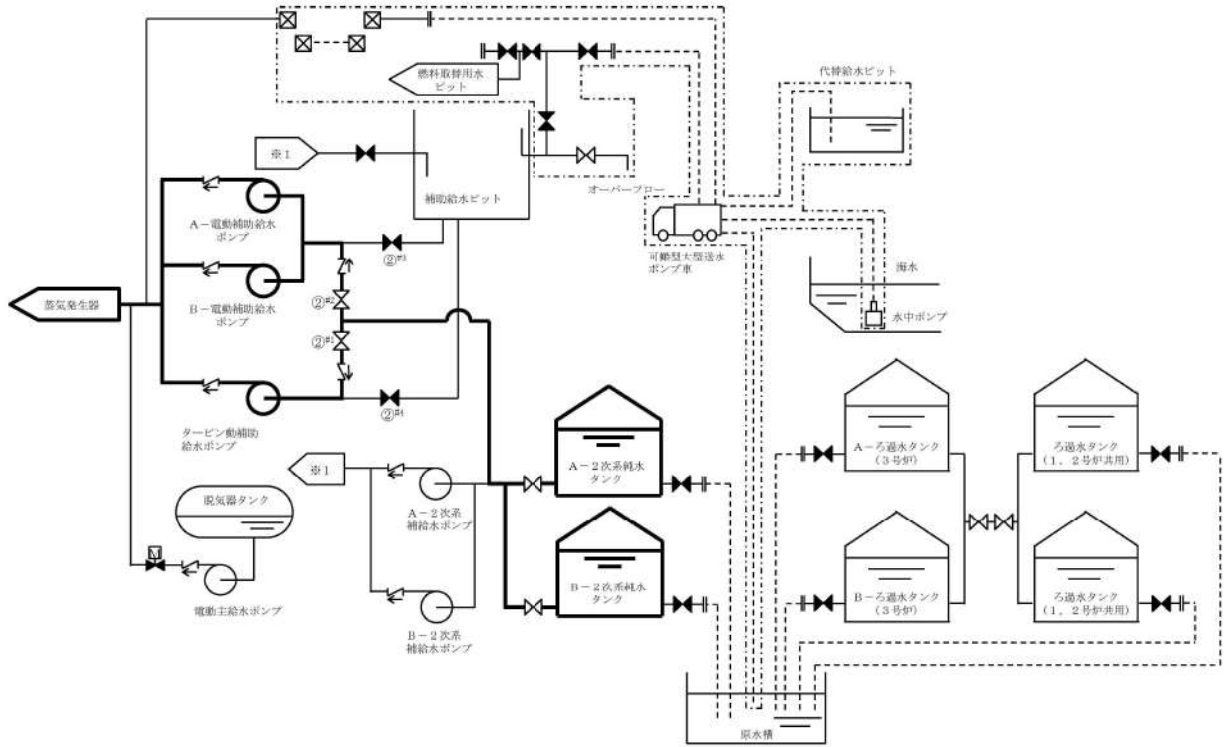 燃料取替用水
ピット
代替給水ピット
※1
補助給水ピット
オーバーフロー
A-電動補助給水
ポンプ
可搬型大型送水
ポンプ車
②#3
海水
蒸気発生器
B-電動補助給水
ポンプ
②#2
②#1
水中ポンプ
タービン動補助
給水ポンプ
②#4
A-ろ過水タンク
(3号炉)
ろ過水タンク
(1,2号炉共用)
※1
A-2次系純水
タンク
脱気器タンク
A-2次系
補給水ポンプ
M
電動主給水ポンプ
B-2次系純水
タンク
B-ろ過水タンク
(3号炉)
ろ過水タンク
(1,2号炉共用)
B-2次系
補給水ポンプ
原水槽